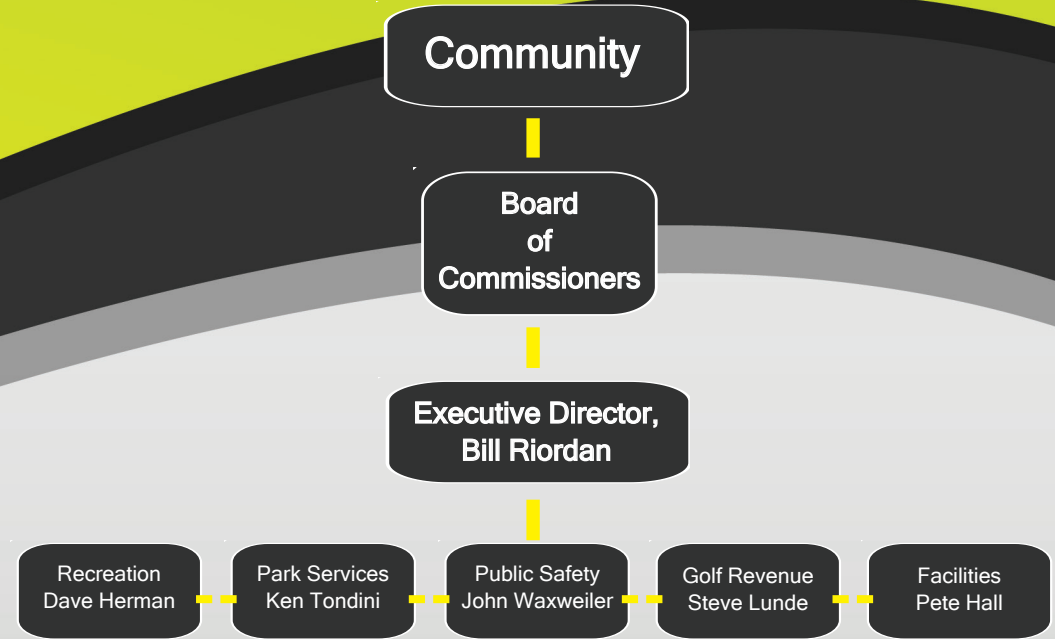 Community
Board
of
Commissioners
Executive Director,
Bill Riordan
Recreation
Dave Herman
Park Services
Ken Tondini
Public Safety
John Waxweiler
Golf Revenue
Steve Lunde
Facilities
Pete Hall